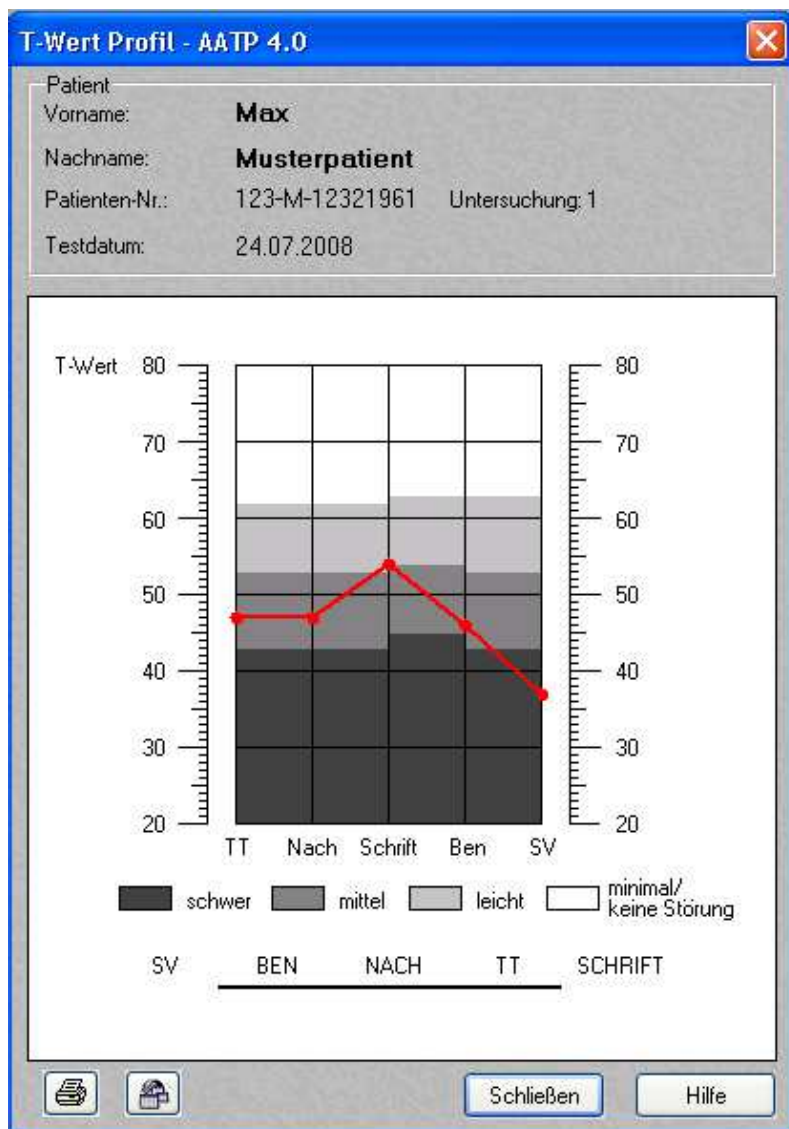 T-Wert Profil - AATP 4.0
Patient
Vorname: Max
Nachname: Musterpatient
Patienten-Nr.: 123-M-12321961 Untersuchung: 1
Testdatum: 24.07.2008
T-Wert 80 80
70 70
60 60
50 50
40 40
30 30
20 20
TT Nach Schrift Ben SV
schwer mittel leicht minimal/
keine Störung
SV BEN NACH TT SCHRIFT
Schließen Hilfe